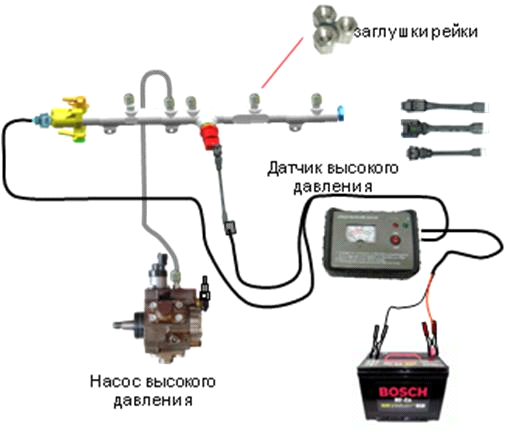 заглушки рейки
Датчик высокого
давления
Насос высокого
давления
BOSCH